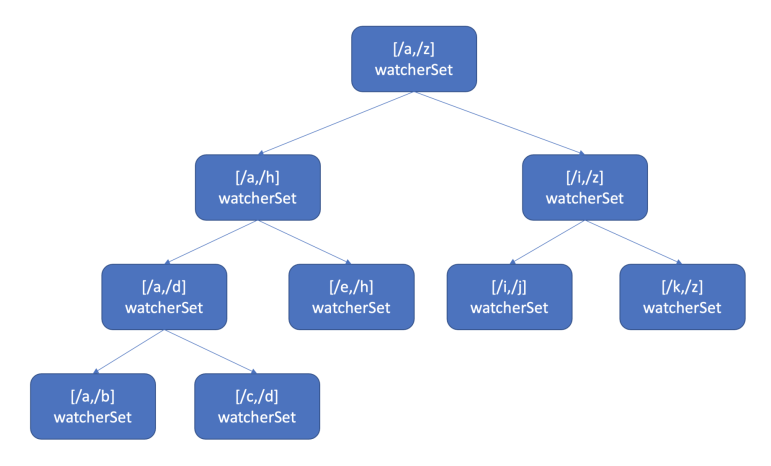 [/a,/z]
watcherSet
[/a,/h]
watcherSet
[/i,/z]
watcherSet
[/a,/d]
watcherSet
[/e,/h]
watcherSet
[/i,/j]
watcherSet
[/k,/z]
watcherSet
[/a,/b]
watcherSet
[/c,/d]
watcherSet